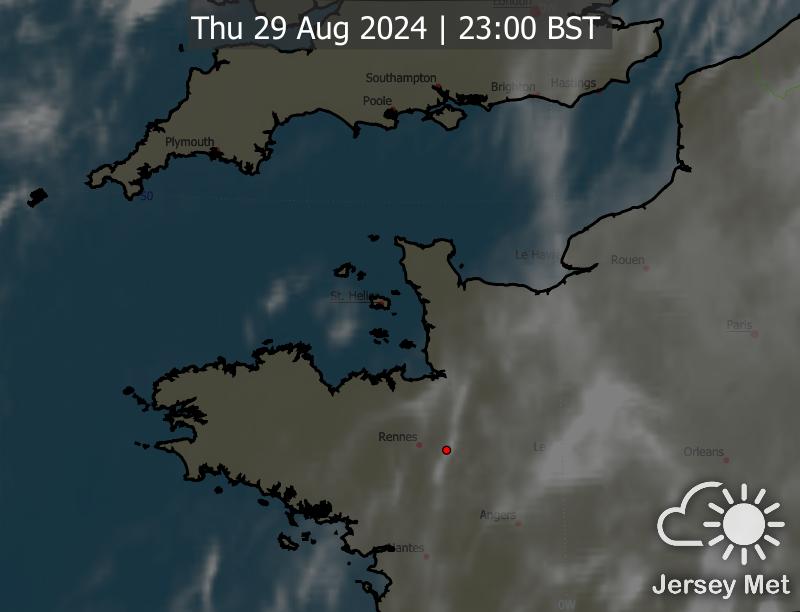 London
Thu 29 Aug 2024 | 23:00 BST
Southampton
Brighton
Hastings
Poole
Plymouth
50
Le Havre
Rouen
St. Helier
Paris
Rennes
Le
Orleans
Angers
Nantes
Jersey Met
0W